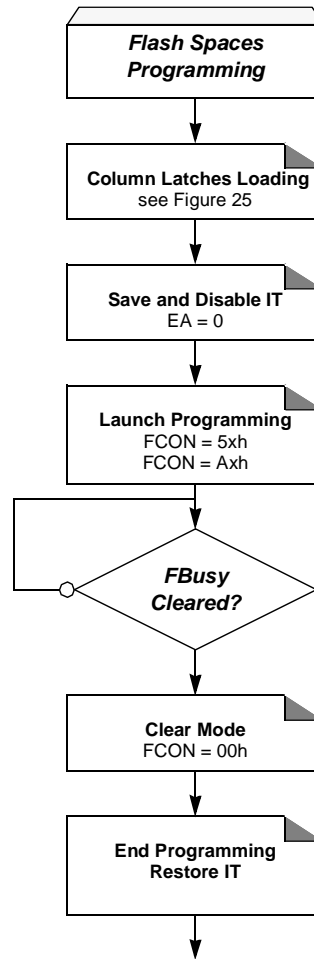 Flash Spaces
Programming
Column Latches Loading
see Figure 25
Save and Disable IT
EA = 0
Launch Programming
FCON = 5xh
FCON = Axh
FBusy
Cleared?
Clear Mode
FCON = 00h
End Programming
Restore IT